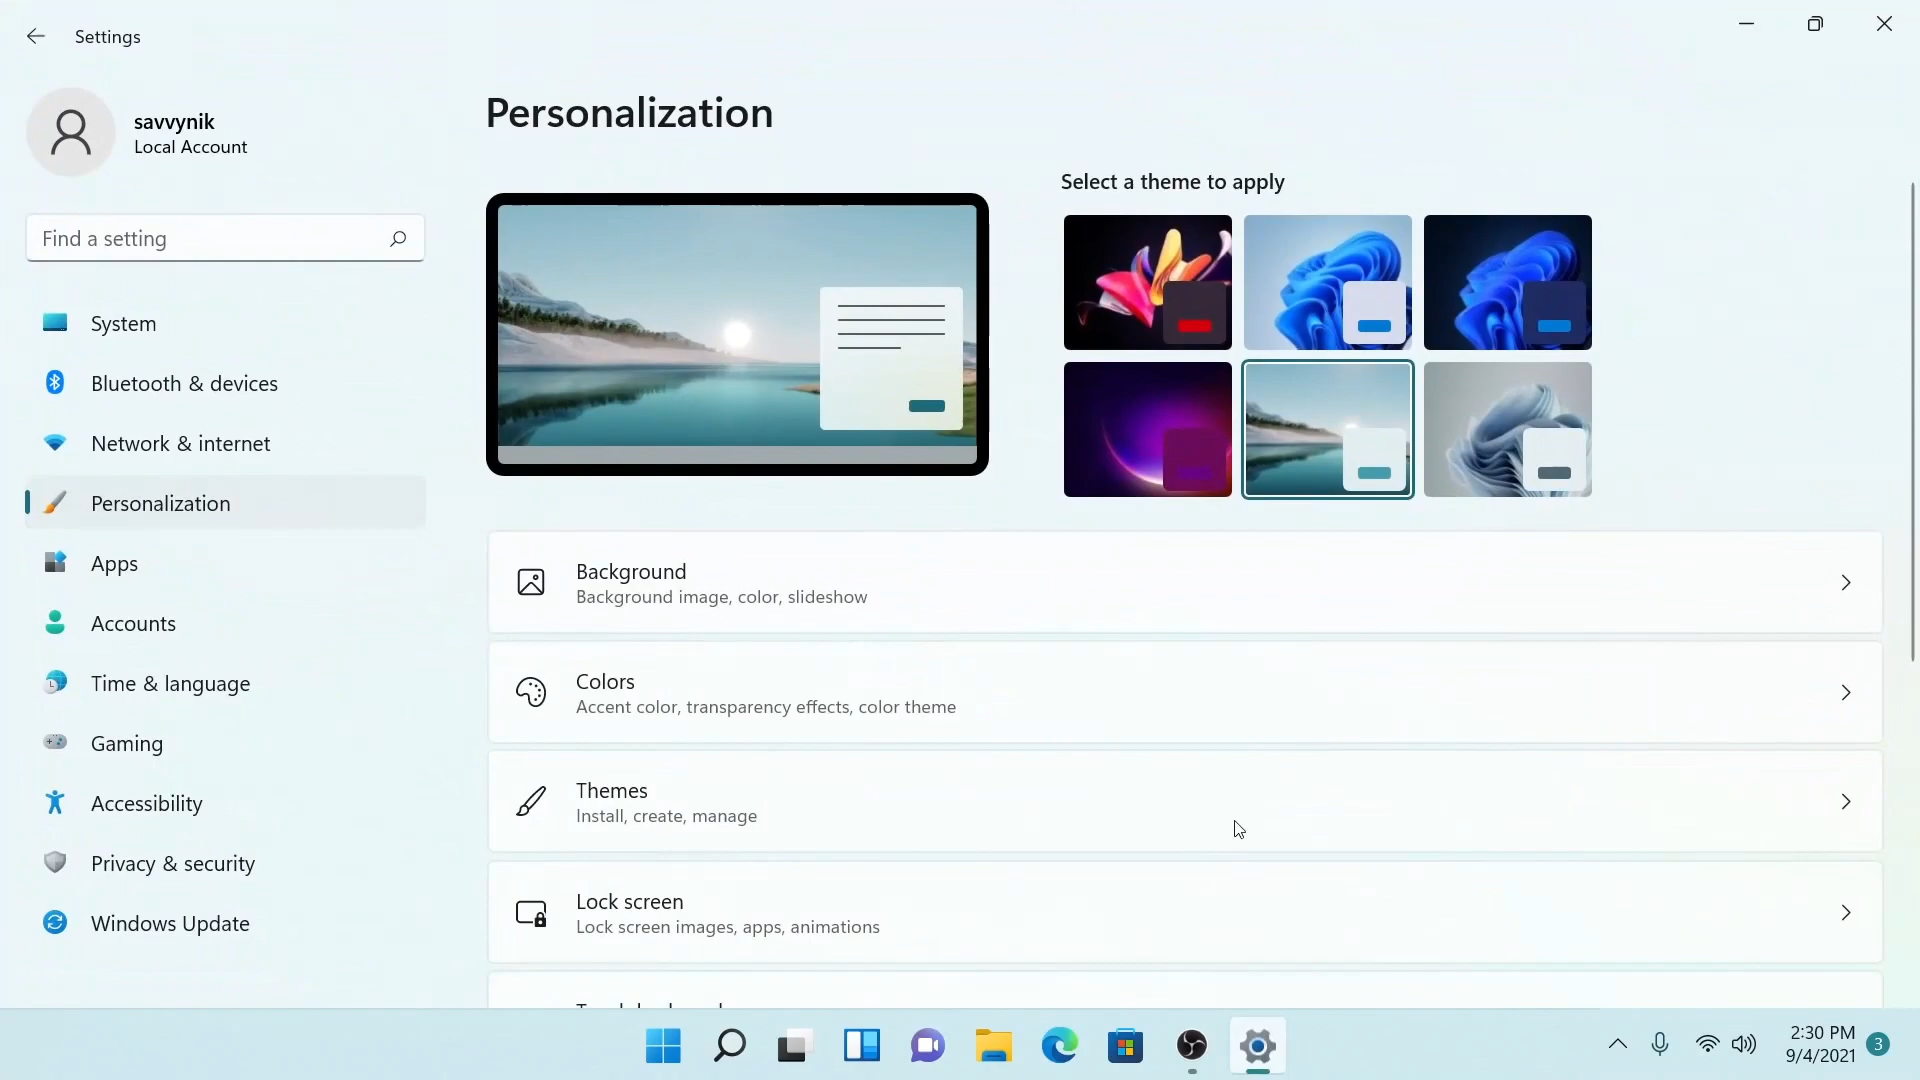 Settings
savvynik
Local Account
Find a setting
System
Bluetooth & devices
Network & internet
Personalization
Apps
Accounts
Time & language
Gaming
Accessibility
Privacy & security
Windows Update
Personalization
Select a theme to apply
Background
Background image, color, slideshow
Colors
Accent color, transparency effects, color theme
Themes
Install, create, manage
Lock screen
Lock screen images, apps, animations
2:30 PM
9/4/2021
3